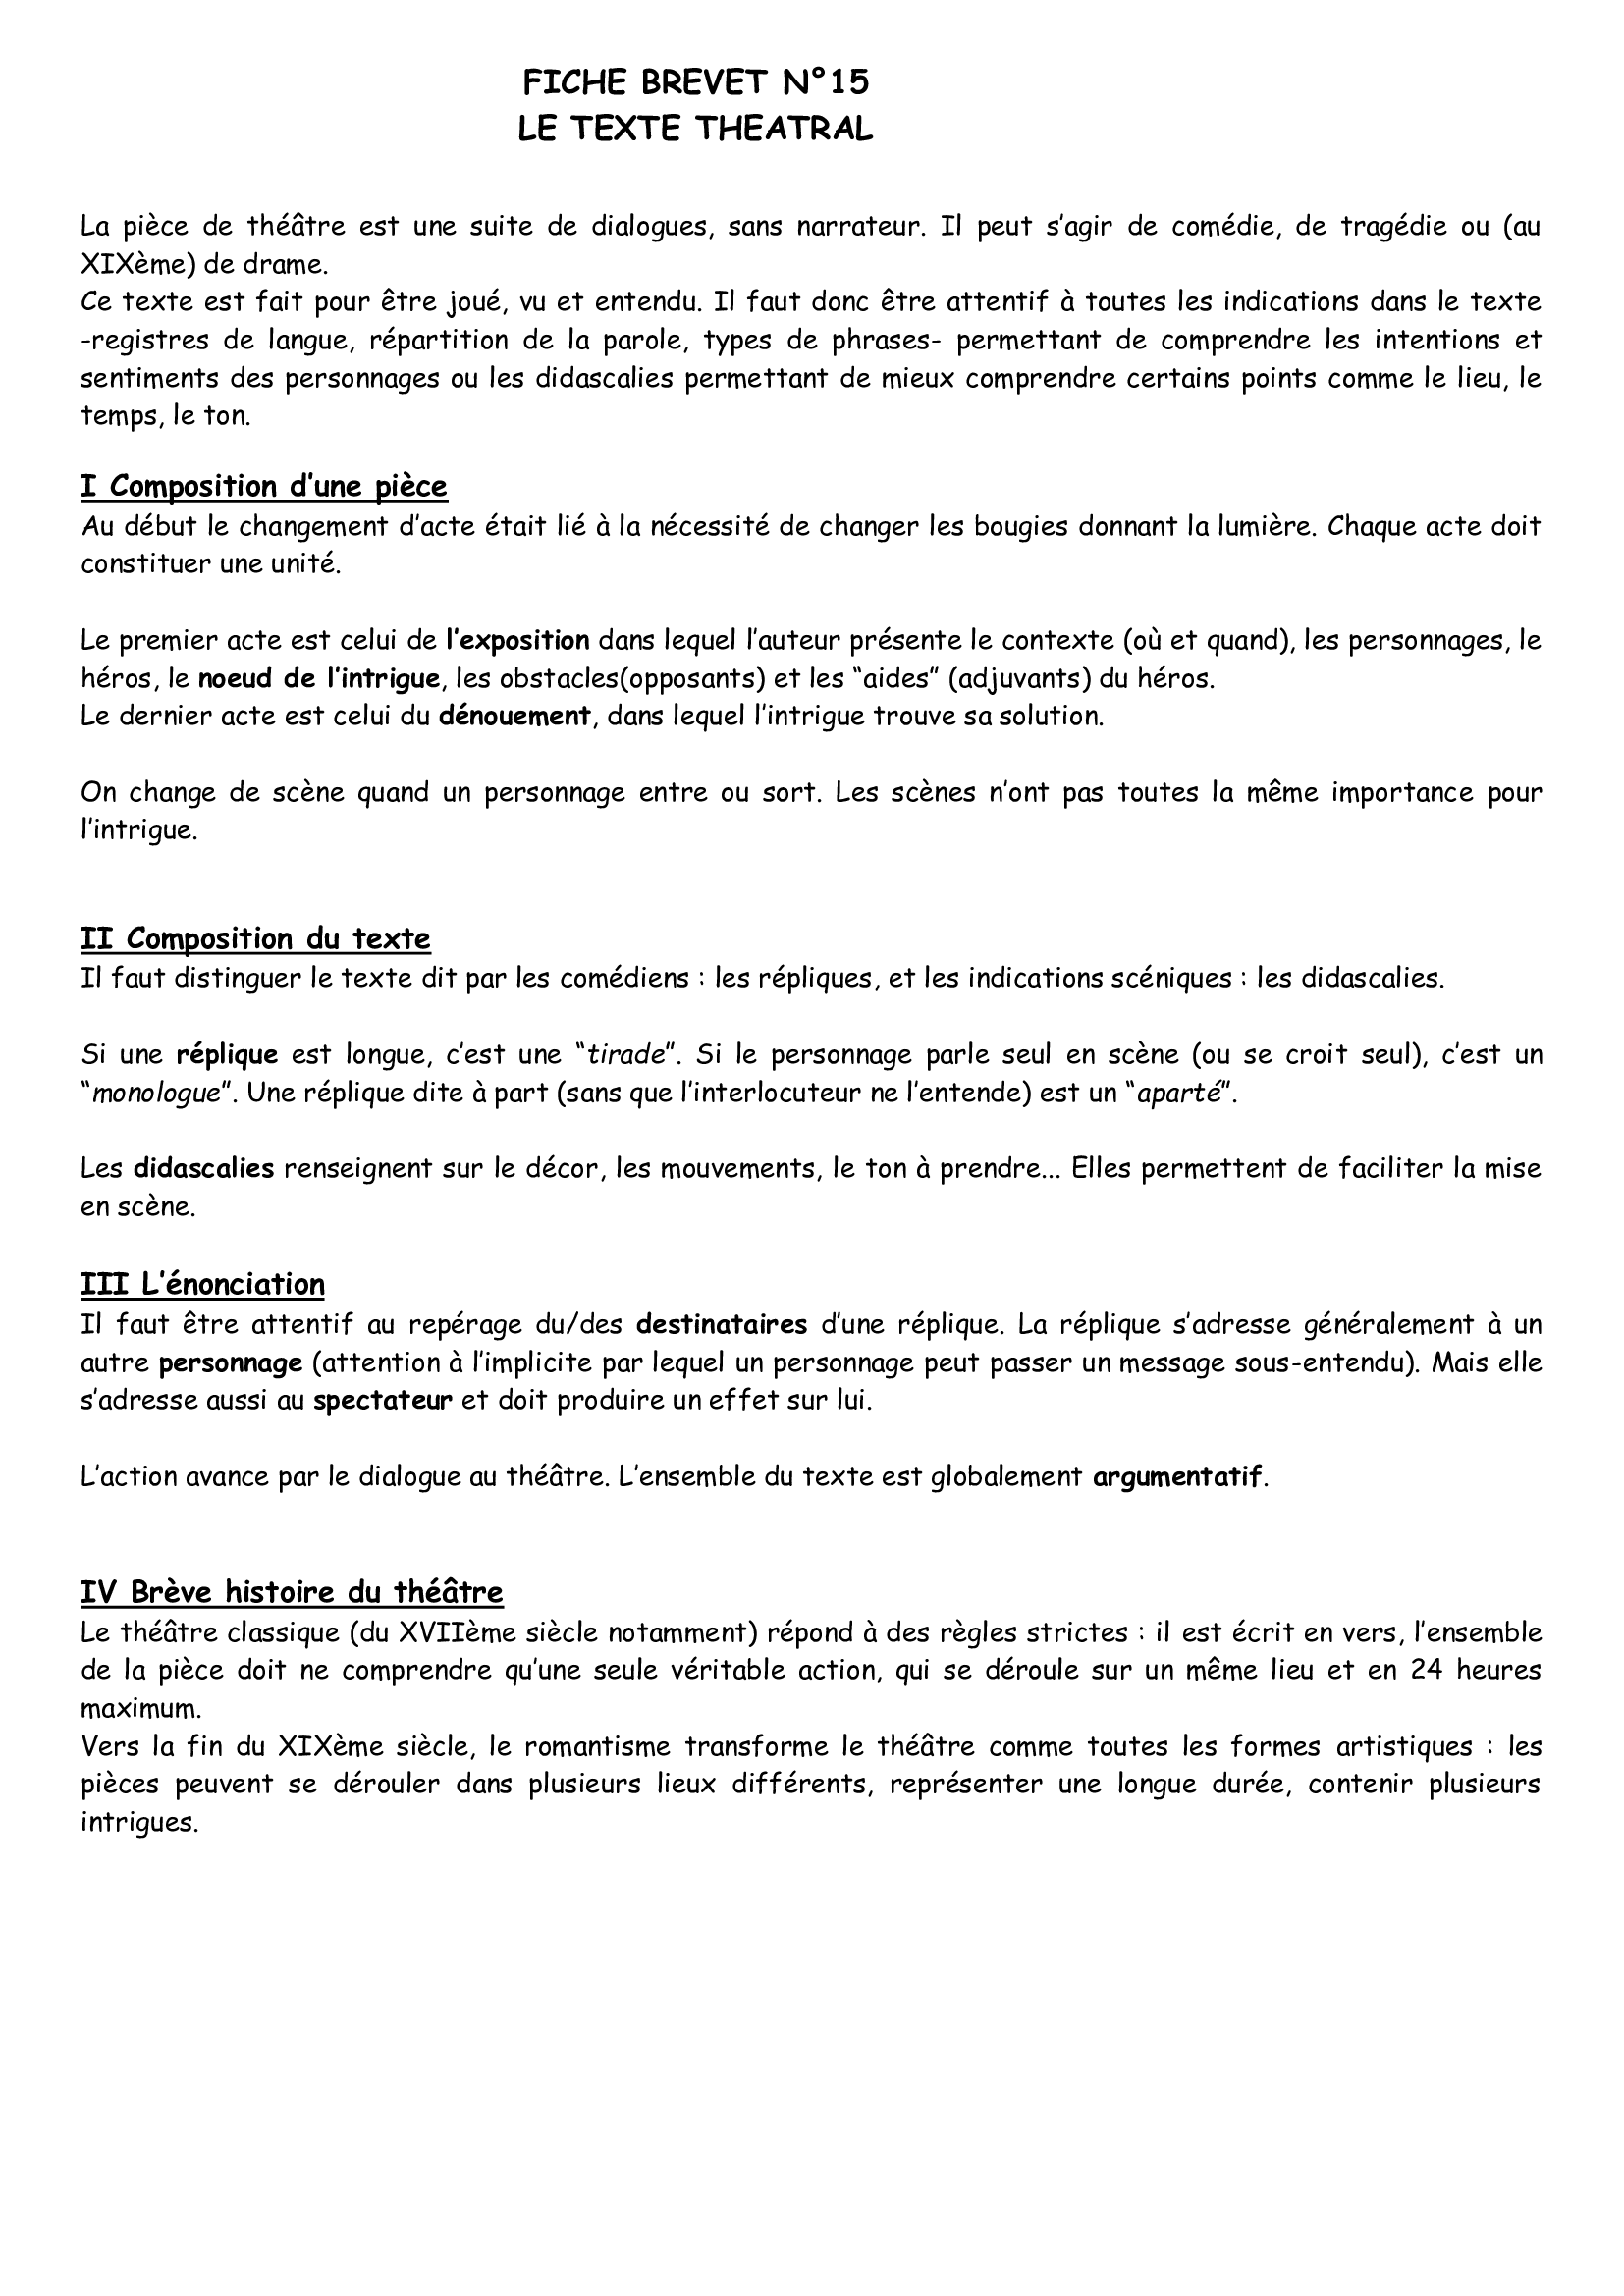 FICHE BREVET N°15
LE TEXTE THEATRAL
La pièce de théâtre est une suite de dialogues, sans narrateur. Il peut s’agir de comédie, de tragédie ou (au
XIXème) de drame.
Ce texte est fait pour être joué, vu et entendu. Il faut donc être attentif à toutes les indications dans le texte
-registres de langue, répartition de la parole, types de phrases- permettant de comprendre les intentions et
sentiments des personnages ou les didascalies permettant de mieux comprendre certains points comme le lieu, le
temps, le ton.
I Composition d’une pièce
Au début le changement d’acte était lié à la nécessité de changer les bougies donnant la lumière. Chaque acte doit
constituer une unité.
Le premier acte est celui de l’exposition dans lequel l’auteur présente le contexte (où et quand), les personnages, le
héros, le noeud de l’intrigue, les obstacles(opposants) et les “aides” (adjuvants) du héros.
Le dernier acte est celui du dénouement, dans lequel l’intrigue trouve sa solution.
On change de scène quand un personnage entre ou sort. Les scènes n’ont pas toutes la même importance pour
l’intrigue.
II Composition du texte
Il faut distinguer le texte dit par les comédiens : les répliques, et les indications scéniques : les didascalies.
Si une réplique est longue, c’est une “tirade”. Si le personnage parle seul en scène (ou se croit seul), c’est un
“monologue”. Une réplique dite à part (sans que l’interlocuteur ne l’entende) est un “aparté”.
Les didascalies renseignent sur le décor, les mouvements, le ton à prendre... Elles permettent de faciliter la mise
en scène.
III L’énonciation
Il faut être attentif au repérage du/des destinataires d’une réplique. La réplique s’adresse généralement à un
autre personnage (attention à l’implicite par lequel un personnage peut passer un message sous-entendu). Mais elle
s’adresse aussi au spectateur et doit produire un effet sur lui.
L’action avance par le dialogue au théâtre. L’ensemble du texte est globalement argumentatif.
IV Brève histoire du théâtre
Le théâtre classique (du XVIIème siècle notamment) répond à des règles strictes : il est écrit en vers, l’ensemble
de la pièce doit ne comprendre qu’une seule véritable action, qui se déroule sur un même lieu et en 24 heures
maximum.
Vers la fin du XIXème siècle, le romantisme transforme le théâtre comme toutes les formes artistiques : les
pièces peuvent se dérouler dans plusieurs lieux différents, représenter une longue durée, contenir plusieurs
intrigues.